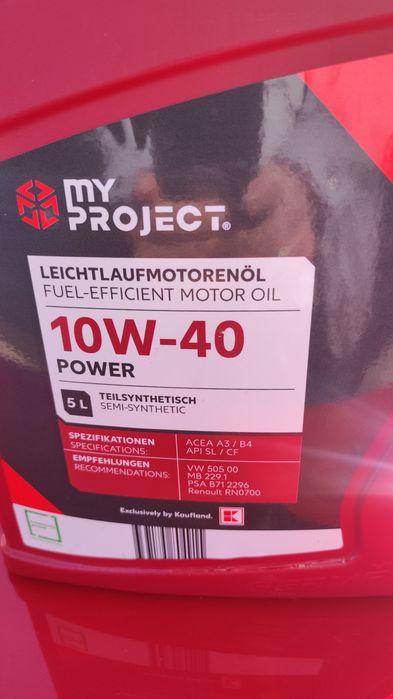 MY
PROJECT®
LEICHTLAUFMOTORENÖL
FUEL-EFFICIENT MOTOR OIL
10W-40
POWER
5 L
TEILSYNTHETISCH
SEMI-SYNTHETIC
SPEZIFIKATIONEN
SPECIFICATIONS:
ACEA A3 / B4
API SL / CF
EMPFEHLUNGEN
RECOMMENDATIONS:
VW 505 00
MB 229.1
PSA B71 2296
Renault RN0700
Exclusively by Kaufland.